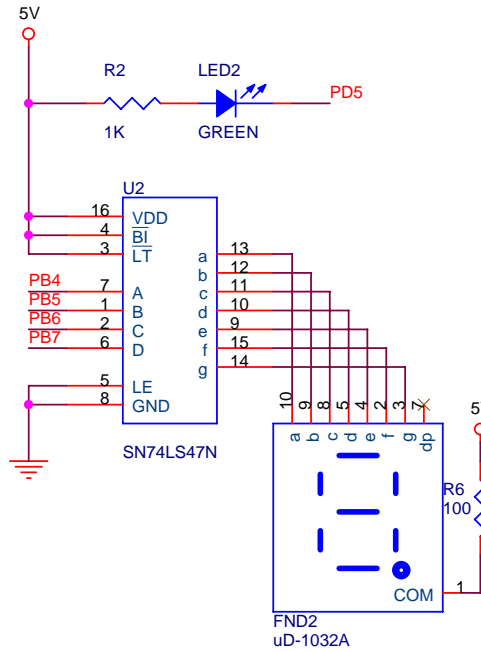 5V
R2 LED2
PD5
1K GREEN
U2
16 VDD
4 BI
3 LT
PB4 7 A
PB5 1 B
PB6 2 C
PB7 6 D
5 LE
8 GND
a 13
b 12
c 11
d 10
e 9
f 15
g 14
SN74LS47N
10 9 8 5 4 2 3 7
a b c d e f g dp
R6
100
COM 1
FND2
uD-1032A